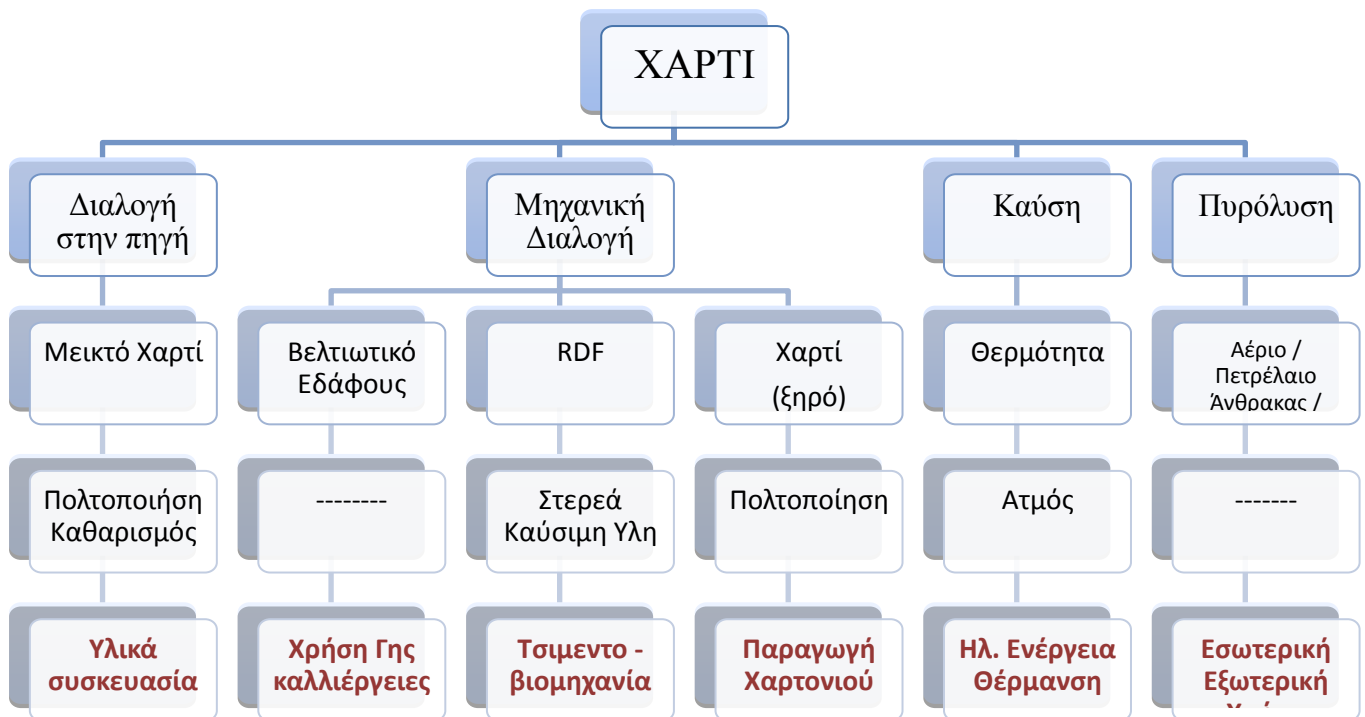 ΧΑΡΤΙ
Διαλογή
στην πηγή
Μηχανική
Διαλογή
Καύση
Πυρόλυση
Μεικτό Χαρτί
Βελτιωτικό
Εδάφους
RDF
Χαρτί
(ξηρό)
Θερμότητα
Αέριο /
Πετρέλαιο
Άνθρακας /
Πολτοποιήση
Καθαρισμός
--------
Στερεά
Καύσιμη Υλη
Πολτοποίηση
Ατμός
-------
Υλικά
συσκευασία
Χρήση Γης
καλλιέργειες
Τσιμεντο -
βιομηχανία
Παραγωγή
Χαρτονιού
Ηλ. Ενέργεια
Θέρμανση
Εσωτερική
Εξωτερική